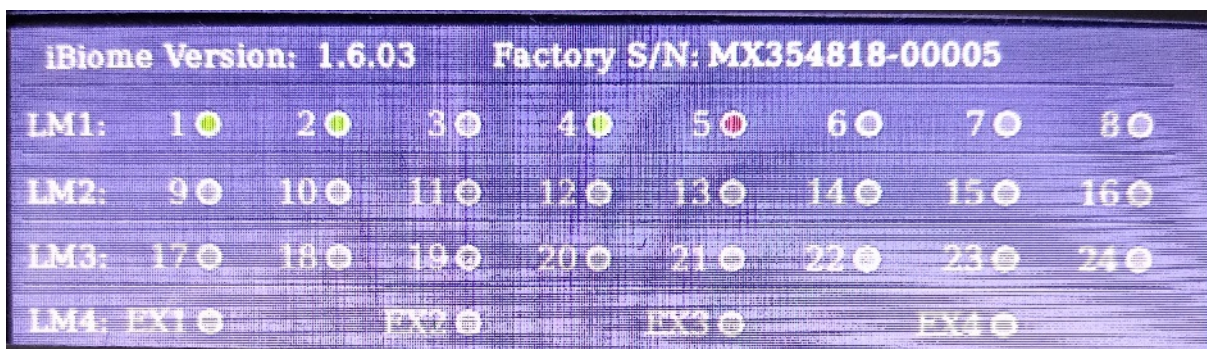 iBiome Version: 1.6.03 Factory S/N: MX354818-00005
LM1: 1 2 3 4 5 6 7 8
LM2: 9 10 11 12 13 14 15 16
LM3: 17 18 19 20 21 22 23 24
LM4: EX1 EX2 EX3 EX4